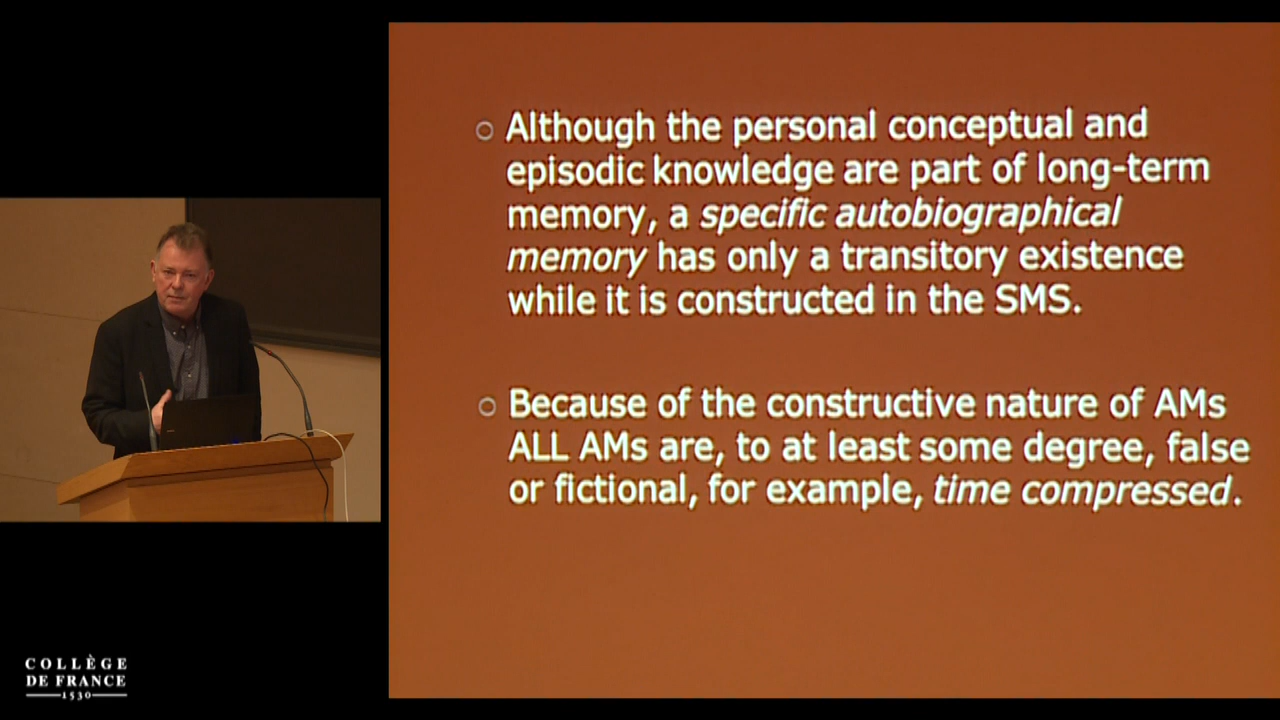 Although the personal conceptual and
episodic knowledge are part of long-term
memory, a specific autobiographical
memory has only a transitory existence
while it is constructed in the SMS.
Because of the constructive nature of AMs
ALL AMs are, to at least some degree, false
or fictional, for example, time compressed.
COLLÈGE
DE FRANCE
1530